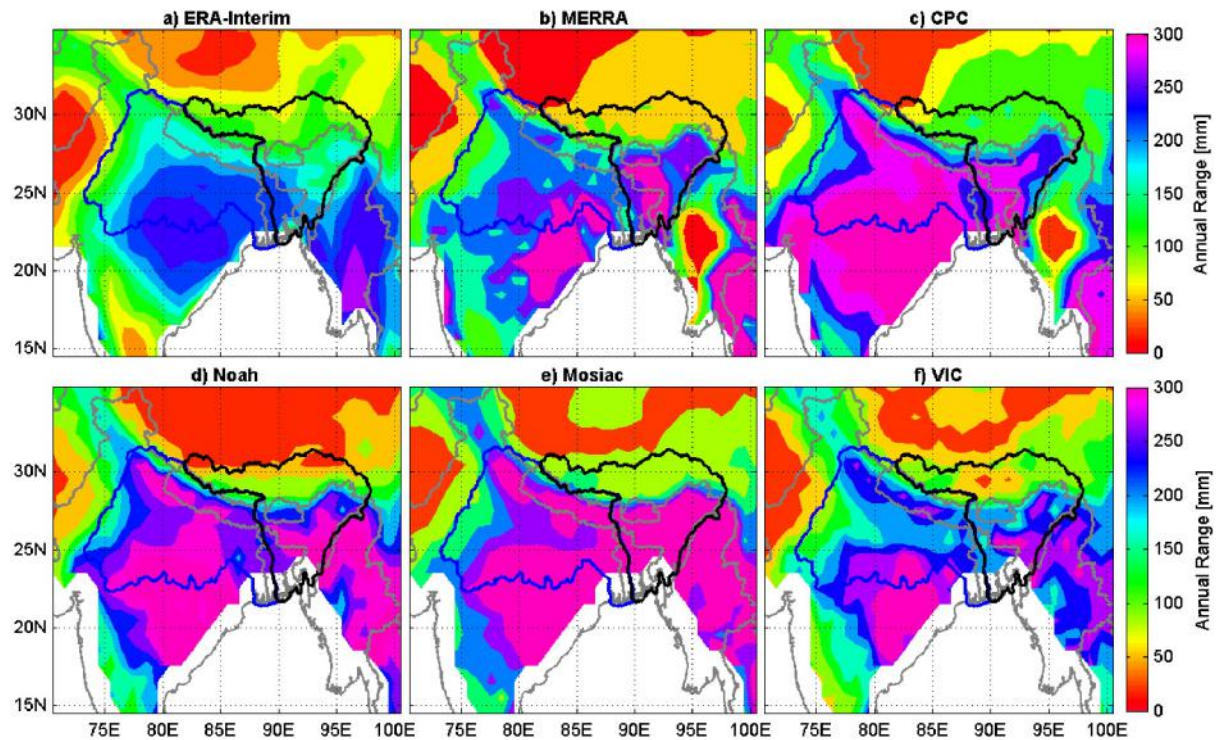 a) ERA-Interim
b) MERRA
c) CPC
30N
25N
20N
15N
300
250
200
150
100
50
0
Annual Range [mm]
d) Noah
e) Mosiac
f) VIC
30N
25N
20N
15N
75E 80E 85E 90E 95E 100E
75E 80E 85E 90E 95E 100E
75E 80E 85E 90E 95E 100E
300
250
200
150
100
50
0
Annual Range [mm]